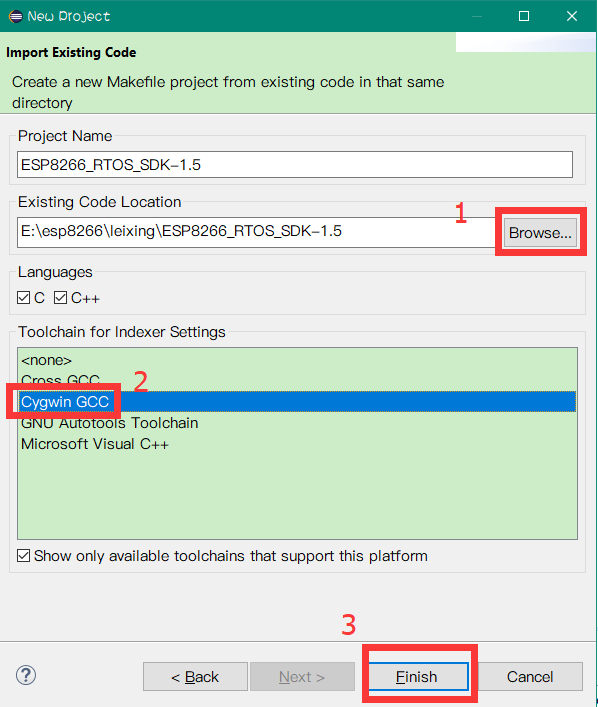 New Project
Import Existing Code
Create a new Makefile project from existing code in that same
directory
Project Name
ESP8266_RTOS_SDK-1.5
Existing Code Location
1
E:\esp8266\leixing\ESP8266_RTOS_SDK-1.5
Browse...
Languages
C C++
Toolchain for Indexer Settings
<none>
Cross GCC
2
Cygwin GCC
GNU Autotools Toolchain
Microsoft Visual C++
Show only available toolchains that support this platform
3
? < Back Next > Finish Cancel